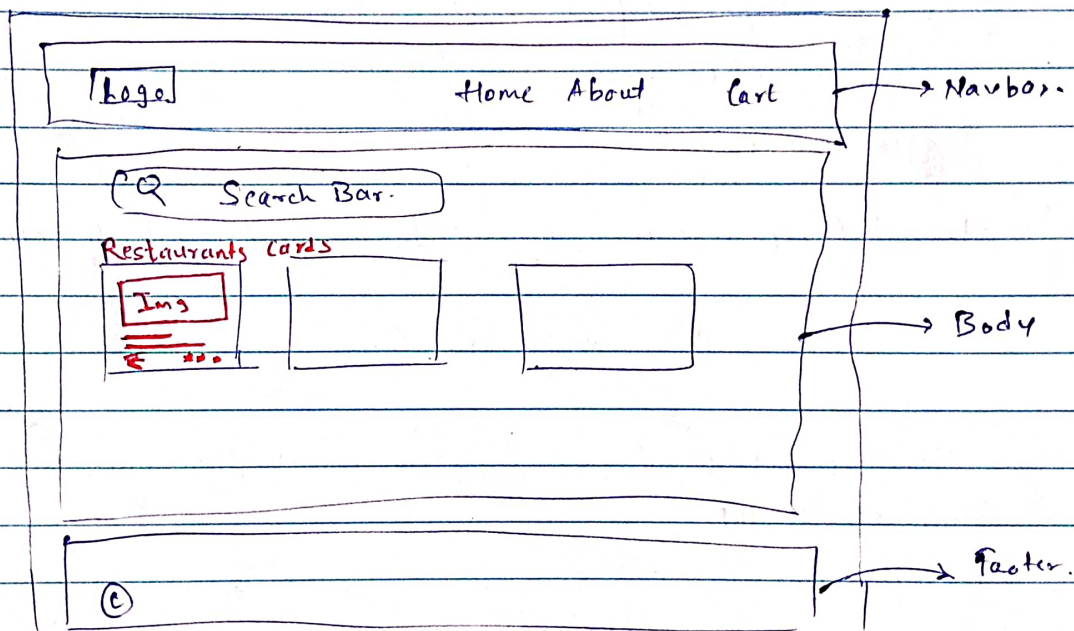 Logo Home About Cart → Navbar.
Search Bar.
Restaurants Cards
Img
→ Body
₹ ***
© → Footer.